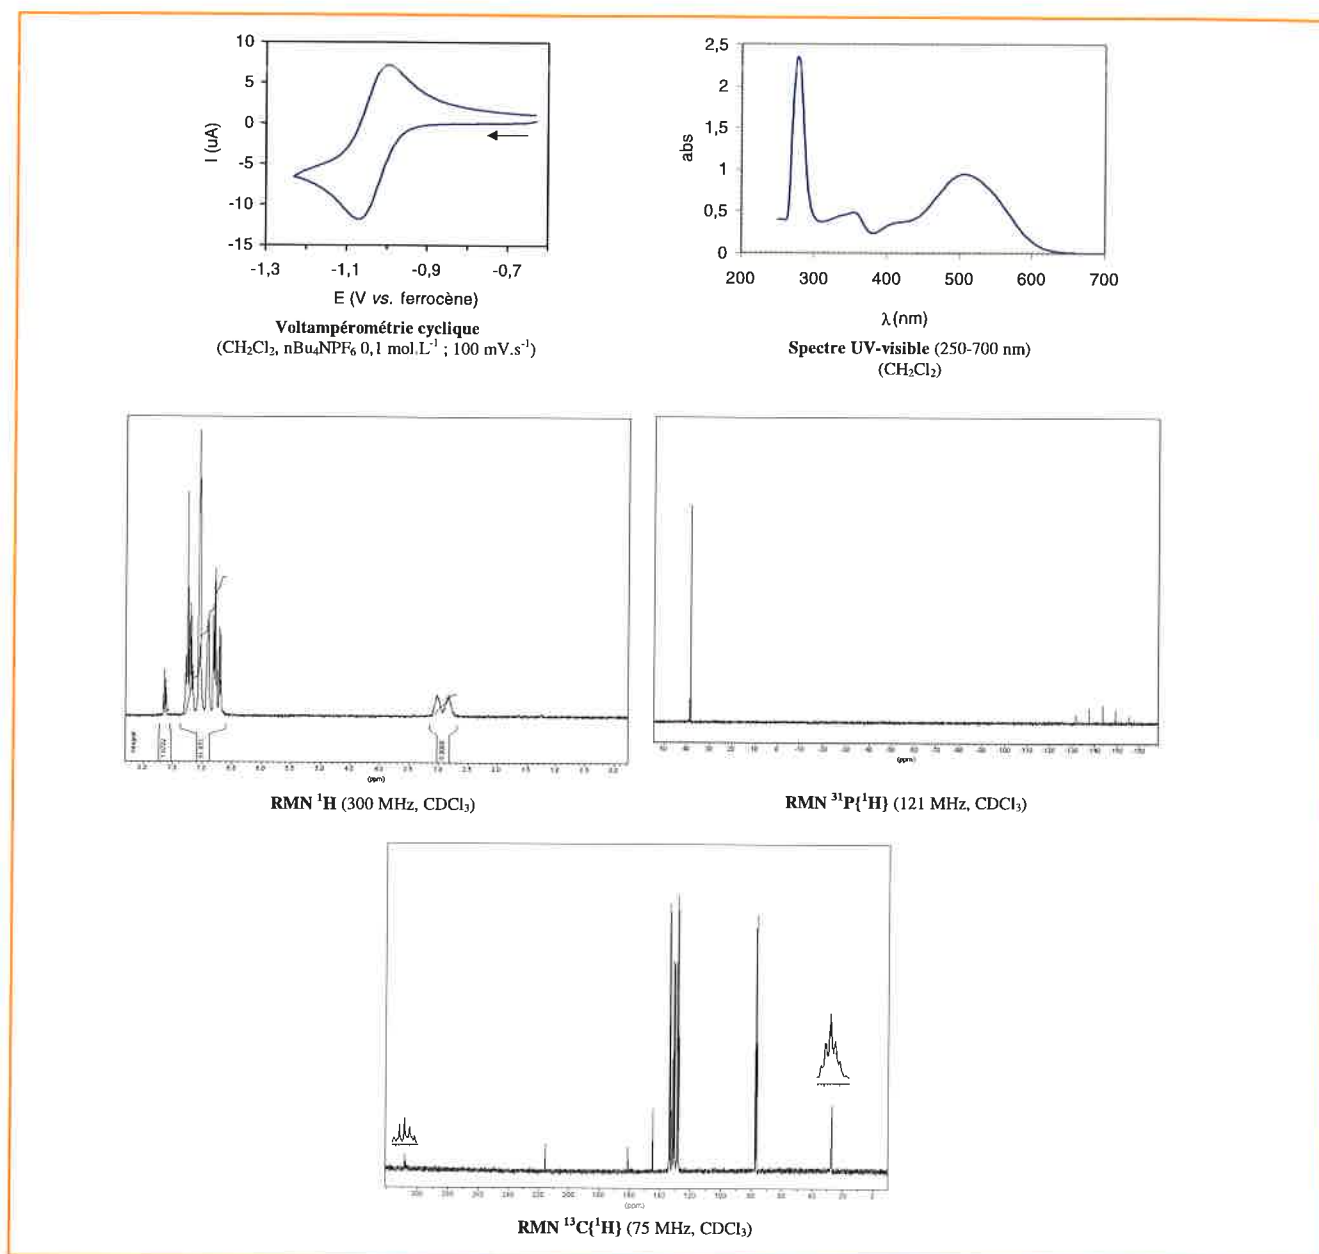 10
5
0
-5
-10
-15
I (uA)
-1,3 -1,1 -0,9 -0,7
E (V vs. ferrocène)
Voltampérométrie cyclique
(CH₂Cl₂, nBu₄NPF₆ 0,1 mol.L⁻¹ ; 100 mV.s⁻¹)
2,5
2
1,5
1
0,5
0
abs
200 300 400 500 600 700
λ (nm)
Spectre UV-visible (250-700 nm)
(CH₂Cl₂)
(ppm)
RMN ¹H (300 MHz, CDCl₃)
(ppm)
RMN ³¹P{¹H} (121 MHz, CDCl₃)
(ppm)
RMN ¹³C{¹H} (75 MHz, CDCl₃)